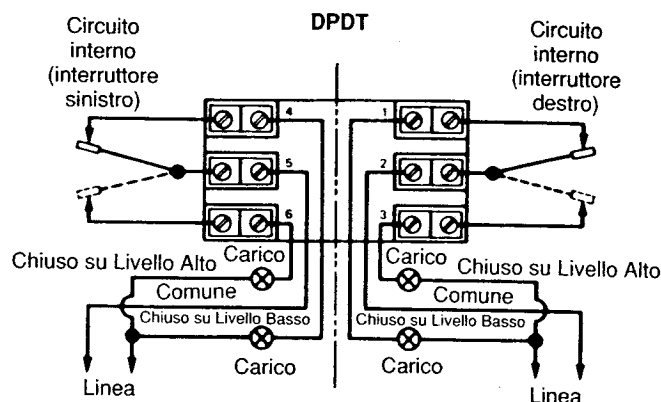 DPDT
Circuito
interno
(interruttore
sinistro)
Circuito
interno
(interruttore
destro)
4
1
5
2
6
3
Carico
Carico
Chiuso su Livello Alto
Chiuso su Livello Alto
Comune
Comune
Chiuso su Livello Basso
Chiuso su Livello Basso
Carico
Carico
Linea
Linea